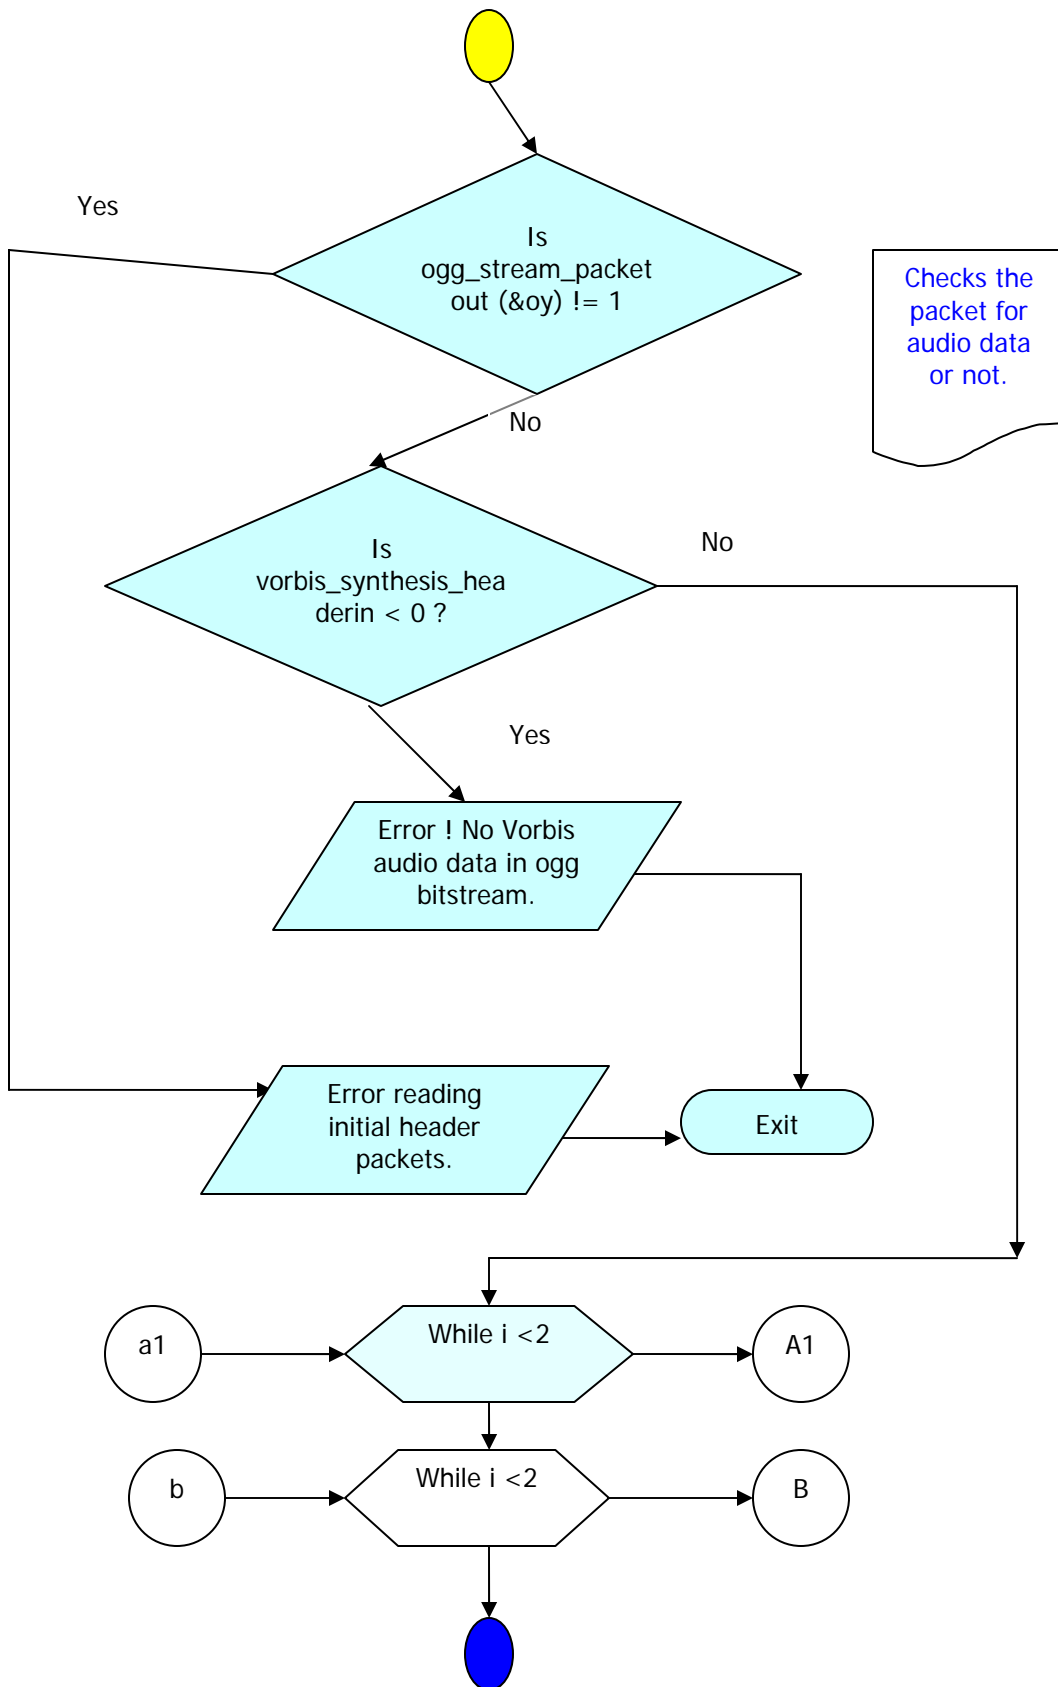 Yes
Is
ogg_stream_packet
out (&oy) != 1
Checks the
packet for
audio data
or not.
No
Is
vorbis_synthesis_hea
derin < 0 ?
No
Yes
Error ! No Vorbis
audio data in ogg
bitstream.
Error reading
initial header
packets.
Exit
a1
While i <2
A1
b
While i <2
B